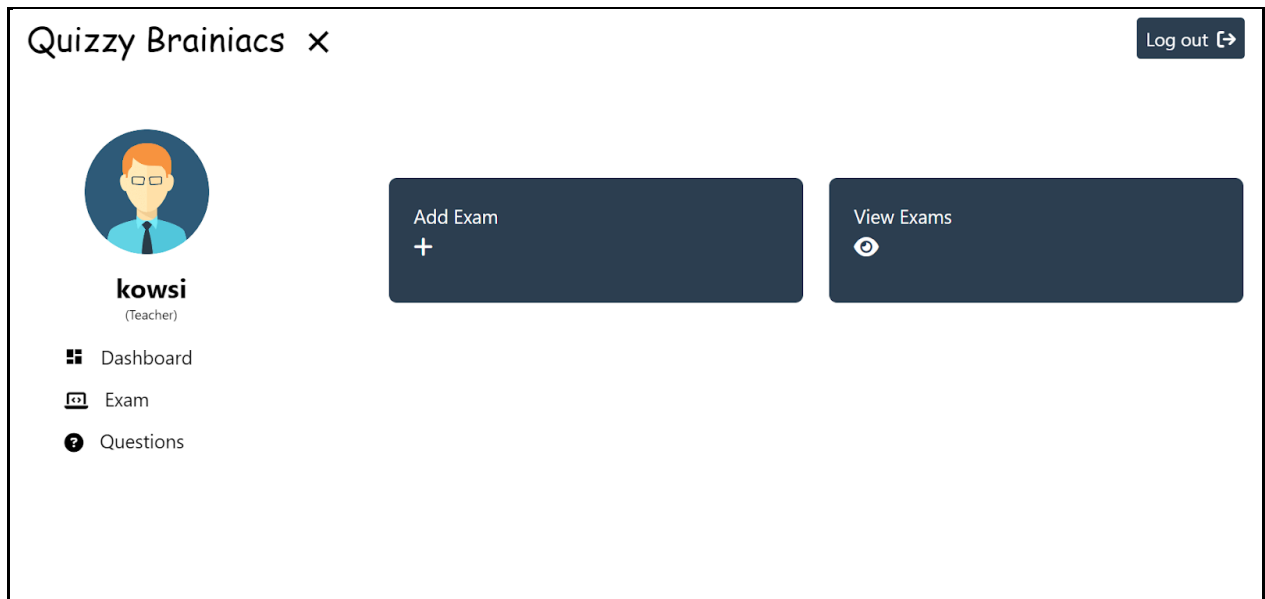 Quizzy Brainiacs
Log out
kowsi
(Teacher)
Dashboard
Exam
Questions
Add Exam
View Exams